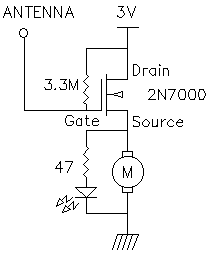 ANTENNA
3V
Drain
3.3M
2N7000
Gate
Source
47
M